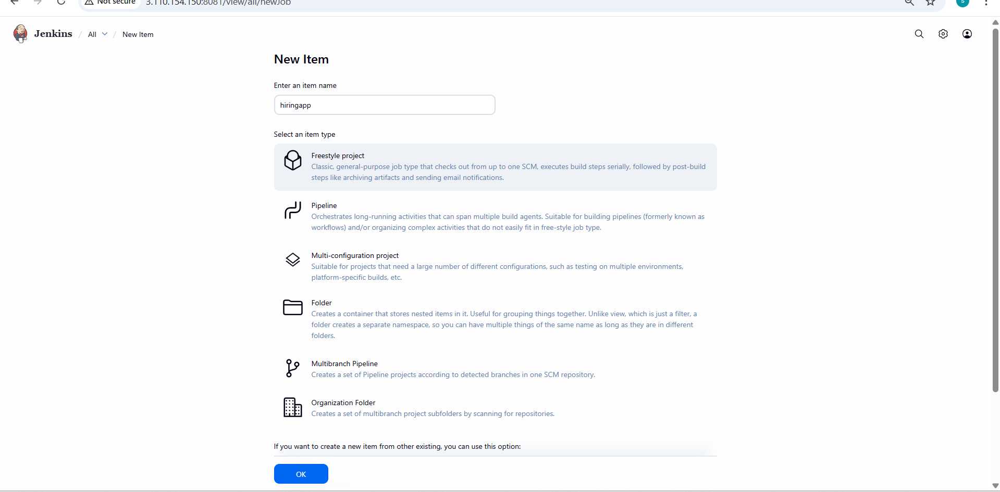 Not secure
3.110.154.150:8081/view/all/newJob
S
Jenkins / All / New Item
New Item
Enter an item name
hiringapp
Select an item type
Freestyle project
Classic, general-purpose job type that checks out from up to one SCM, executes build steps serially, followed by post-build
steps like archiving artifacts and sending email notifications.
Pipeline
Orchestrates long-running activities that can span multiple build agents. Suitable for building pipelines (formerly known as
workflows) and/or organizing complex activities that do not easily fit in free-style job type.
Multi-configuration project
Suitable for projects that need a large number of different configurations, such as testing on multiple environments,
platform-specific builds, etc.
Folder
Creates a container that stores nested items in it. Useful for grouping things together. Unlike view, which is just a filter, a
folder creates a separate namespace, so you can have multiple things of the same name as long as they are in different
folders.
Multibranch Pipeline
Creates a set of Pipeline projects according to detected branches in one SCM repository.
Organization Folder
Creates a set of multibranch project subfolders by scanning for repositories.
If you want to create a new item from other existing, you can use this option:
OK